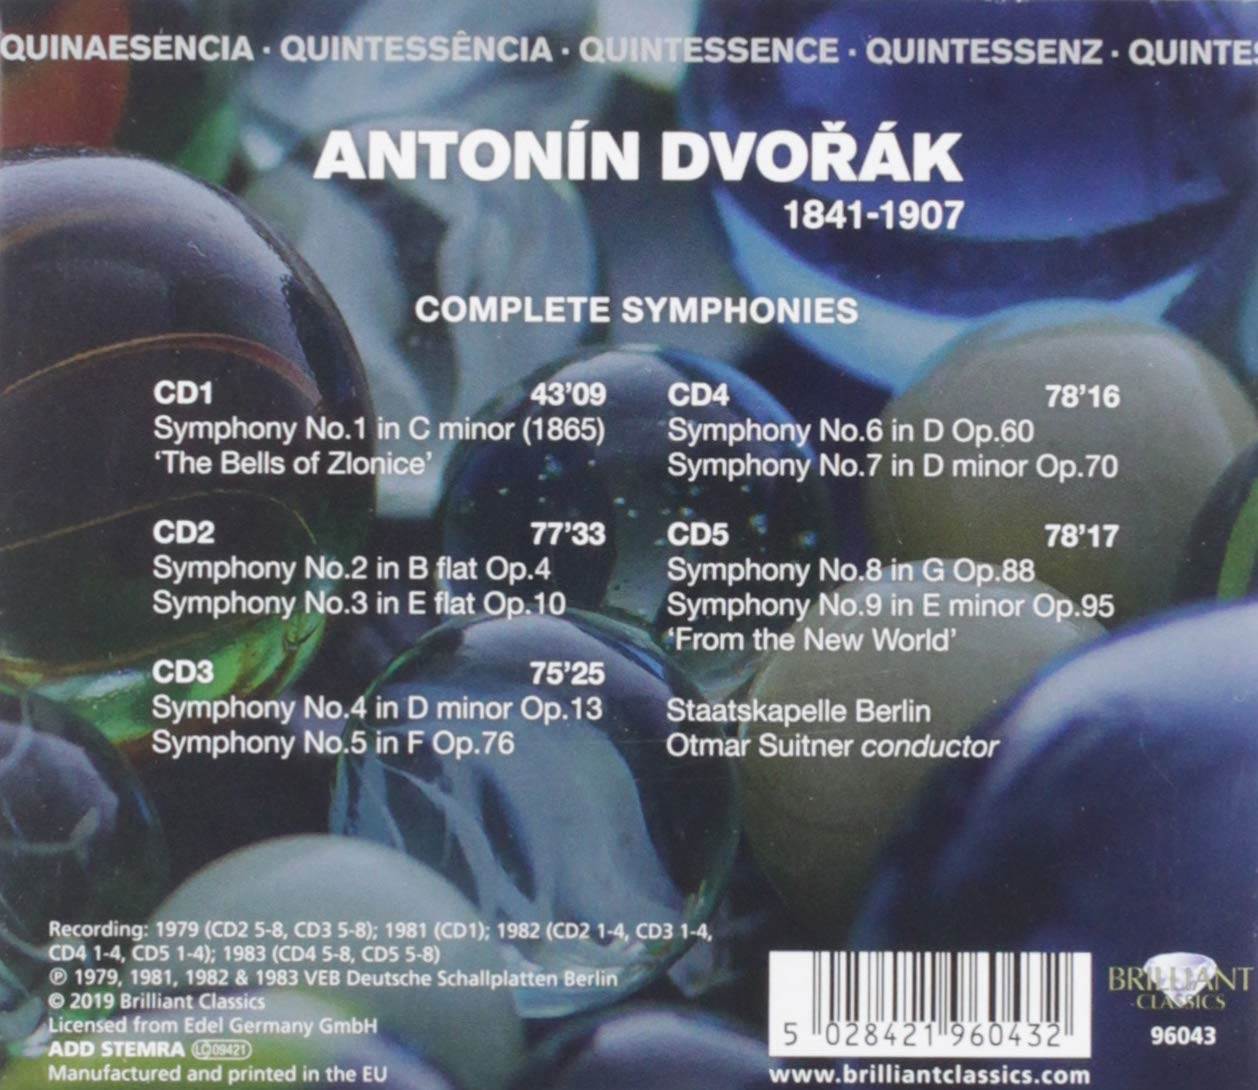 QUINAESENCIA · QUINTESSÊNCIA · QUINTESSENCE · QUINTESSENZ · QUINTES
ANTONÍN DVOŘÁK
1841-1907
COMPLETE SYMPHONIES
CD1 43’09
Symphony No.1 in C minor (1865)
‘The Bells of Zlonice’
CD2 77’33
Symphony No.2 in B flat Op.4
Symphony No.3 in E flat Op.10
CD3 75’25
Symphony No.4 in D minor Op.13
Symphony No.5 in F Op.76
CD4 78’16
Symphony No.6 in D Op.60
Symphony No.7 in D minor Op.70
CD5 78’17
Symphony No.8 in G Op.88
Symphony No.9 in E minor Op.95
‘From the New World’
Staatskapelle Berlin
Otmar Suitner conductor
Recording: 1979 (CD2 5-8, CD3 5-8); 1981 (CD1); 1982 (CD2 1-4, CD3 1-4,
CD4 1-4, CD5 1-4); 1983 (CD4 5-8, CD5 5-8)
℗ 1979, 1981, 1982 & 1983 VEB Deutsche Schallplatten Berlin
© 2019 Brilliant Classics
Licensed from Edel Germany GmbH
ADD STEMRA LC 09421
Manufactured and printed in the EU
5 028421 960432
www.brilliantclassics.com
BRILLIANT
CLASSICS
96043